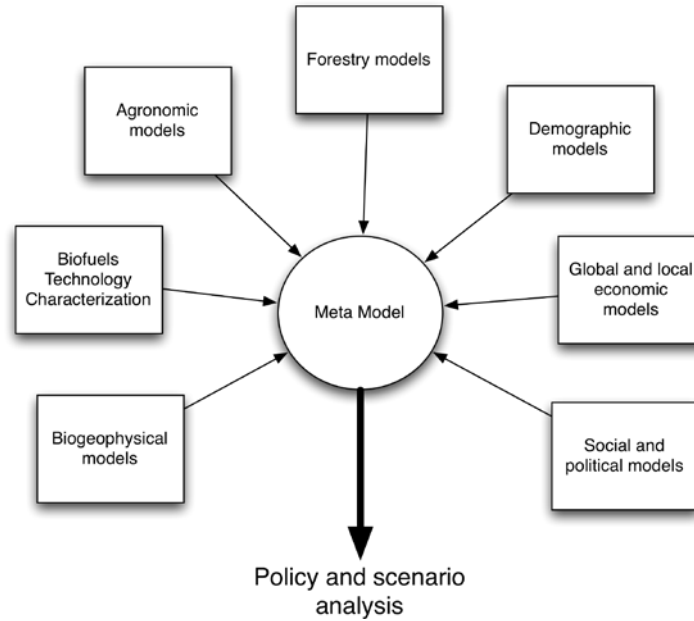 Forestry models
Agronomic
models
Demographic
models
Biofuels
Technology
Characterization
Meta Model
Global and local
economic
models
Biogeophysical
models
Social and
political models
Policy and scenario
analysis